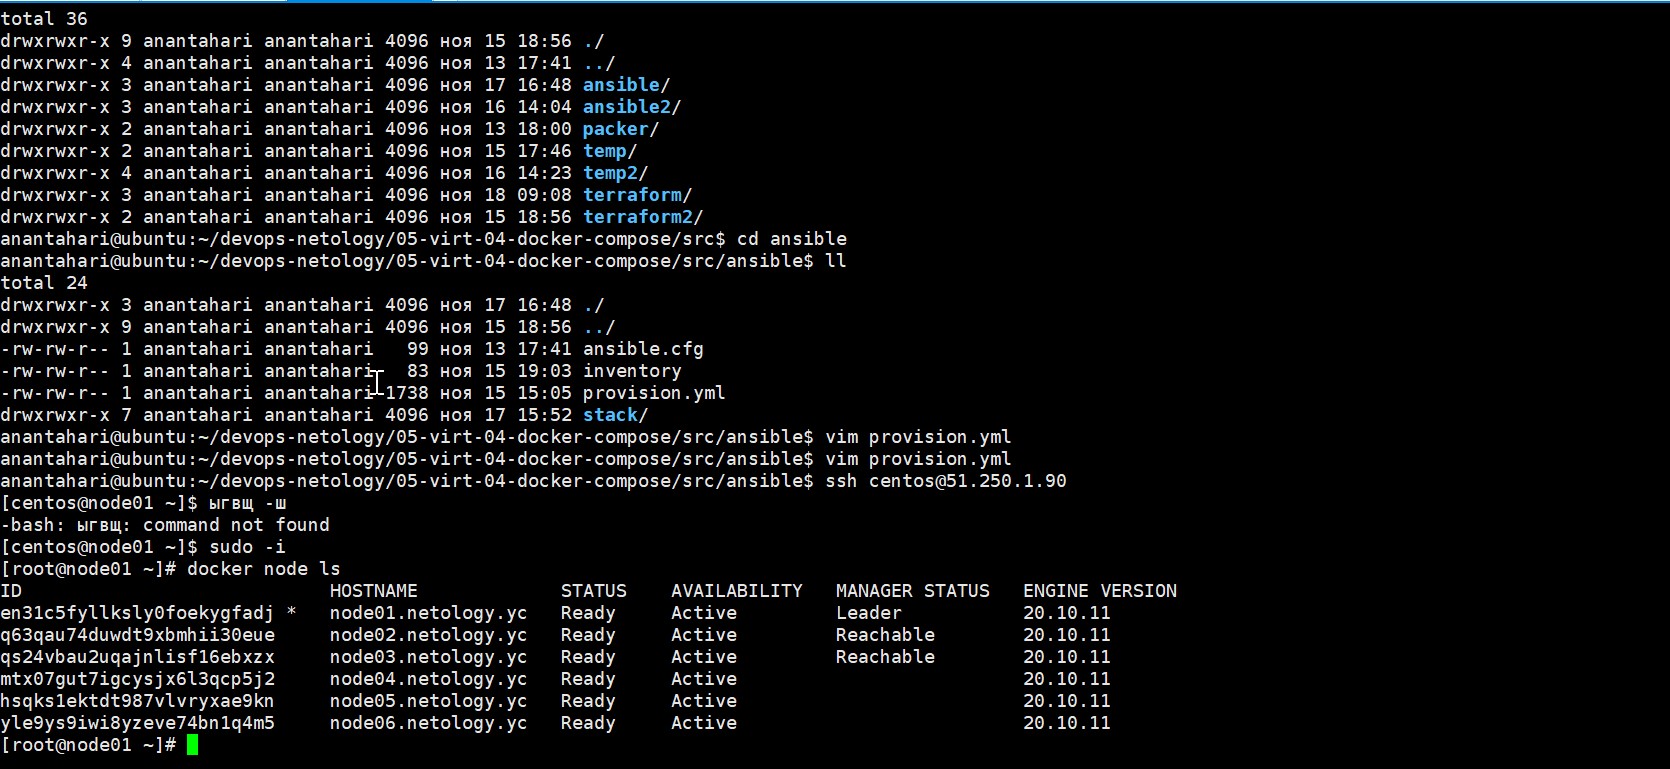 total 36
drwxrwxr-x 9 anantahari anantahari 4096 ноя 15 18:56 ./
drwxrwxr-x 4 anantahari anantahari 4096 ноя 13 17:41 ../
drwxrwxr-x 3 anantahari anantahari 4096 ноя 17 16:48 ansible/
drwxrwxr-x 3 anantahari anantahari 4096 ноя 16 14:04 ansible2/
drwxrwxr-x 2 anantahari anantahari 4096 ноя 13 18:00 packer/
drwxrwxr-x 2 anantahari anantahari 4096 ноя 15 17:46 temp/
drwxrwxr-x 4 anantahari anantahari 4096 ноя 16 14:23 temp2/
drwxrwxr-x 3 anantahari anantahari 4096 ноя 18 09:08 terraform/
drwxrwxr-x 2 anantahari anantahari 4096 ноя 15 18:56 terraform2/
anantahari@ubuntu:~/devops-netology/05-virt-04-docker-compose/src$ cd ansible
anantahari@ubuntu:~/devops-netology/05-virt-04-docker-compose/src/ansible$ ll
total 24
drwxrwxr-x 3 anantahari anantahari 4096 ноя 17 16:48 ./
drwxrwxr-x 9 anantahari anantahari 4096 ноя 15 18:56 ../
-rw-rw-r-- 1 anantahari anantahari   99 ноя 13 17:41 ansible.cfg
-rw-rw-r-- 1 anantahari anantahari   83 ноя 15 19:03 inventory
-rw-rw-r-- 1 anantahari anantahari 1738 ноя 15 15:05 provision.yml
drwxrwxr-x 7 anantahari anantahari 4096 ноя 17 15:52 stack/
anantahari@ubuntu:~/devops-netology/05-virt-04-docker-compose/src/ansible$ vim provision.yml
anantahari@ubuntu:~/devops-netology/05-virt-04-docker-compose/src/ansible$ vim provision.yml
anantahari@ubuntu:~/devops-netology/05-virt-04-docker-compose/src/ansible$ ssh centos@51.250.1.90
[centos@node01 ~]$ ыгвщ -ш
-bash: ыгвщ: command not found
[centos@node01 ~]$ sudo -i
[root@node01 ~]# docker node ls
ID                            HOSTNAME             STATUS    AVAILABILITY   MANAGER STATUS   ENGINE VERSION
en31c5fyllksly0foekygfadj *   node01.netology.yc   Ready     Active         Leader           20.10.11
q63qau74duwdt9xbmhii30eue     node02.netology.yc   Ready     Active         Reachable        20.10.11
qs24vbau2uqajnlisf16ebxzx     node03.netology.yc   Ready     Active         Reachable        20.10.11
mtx07gut7igcysjx6l3qcp5j2     node04.netology.yc   Ready     Active                          20.10.11
hsqks1ektdt987vlvryxae9kn     node05.netology.yc   Ready     Active                          20.10.11
yle9ys9iwi8yzeve74bn1q4m5     node06.netology.yc   Ready     Active                          20.10.11
[root@node01 ~]#